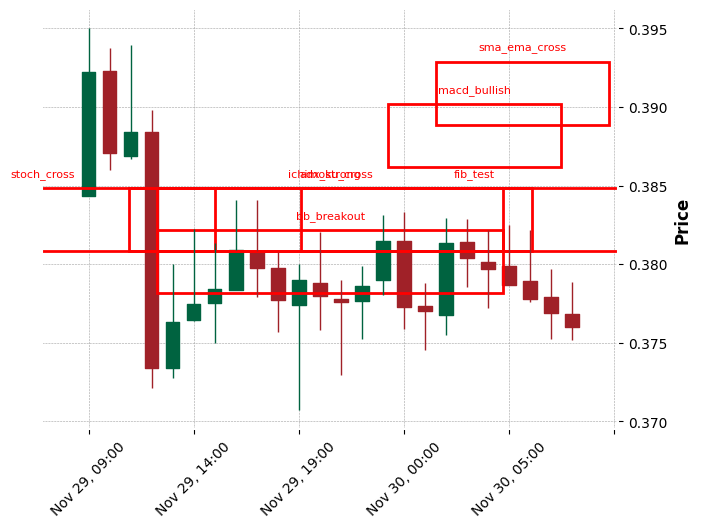 0.395
sma_ema_cross
macd_bullish
0.390
stoch_cross
fib_test
0.385
bb_breakout
0.380
0.375
0.370
Price
Nov 29, 09:00
Nov 29, 14:00
Nov 29, 19:00
Nov 30, 00:00
Nov 30, 05:00